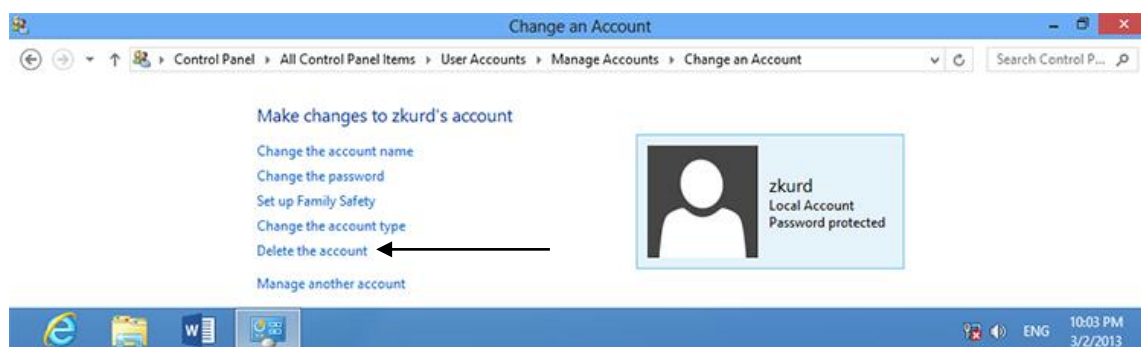 Change an Account
Control Panel All Control Panel Items User Accounts Manage Accounts Change an Account
Search Control P...
Make changes to zkurd's account
Change the account name
Change the password
Set up Family Safety
Change the account type
Delete the account
Manage another account
zkurd
Local Account
Password protected
W
ENG
10:03 PM
3/2/2013